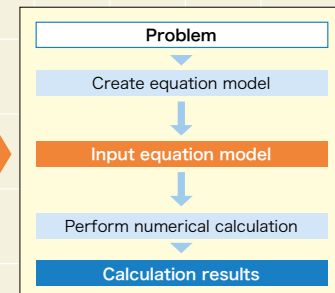 Problem
Create equation model
Input equation model
Perform numerical calculation
Calculation results